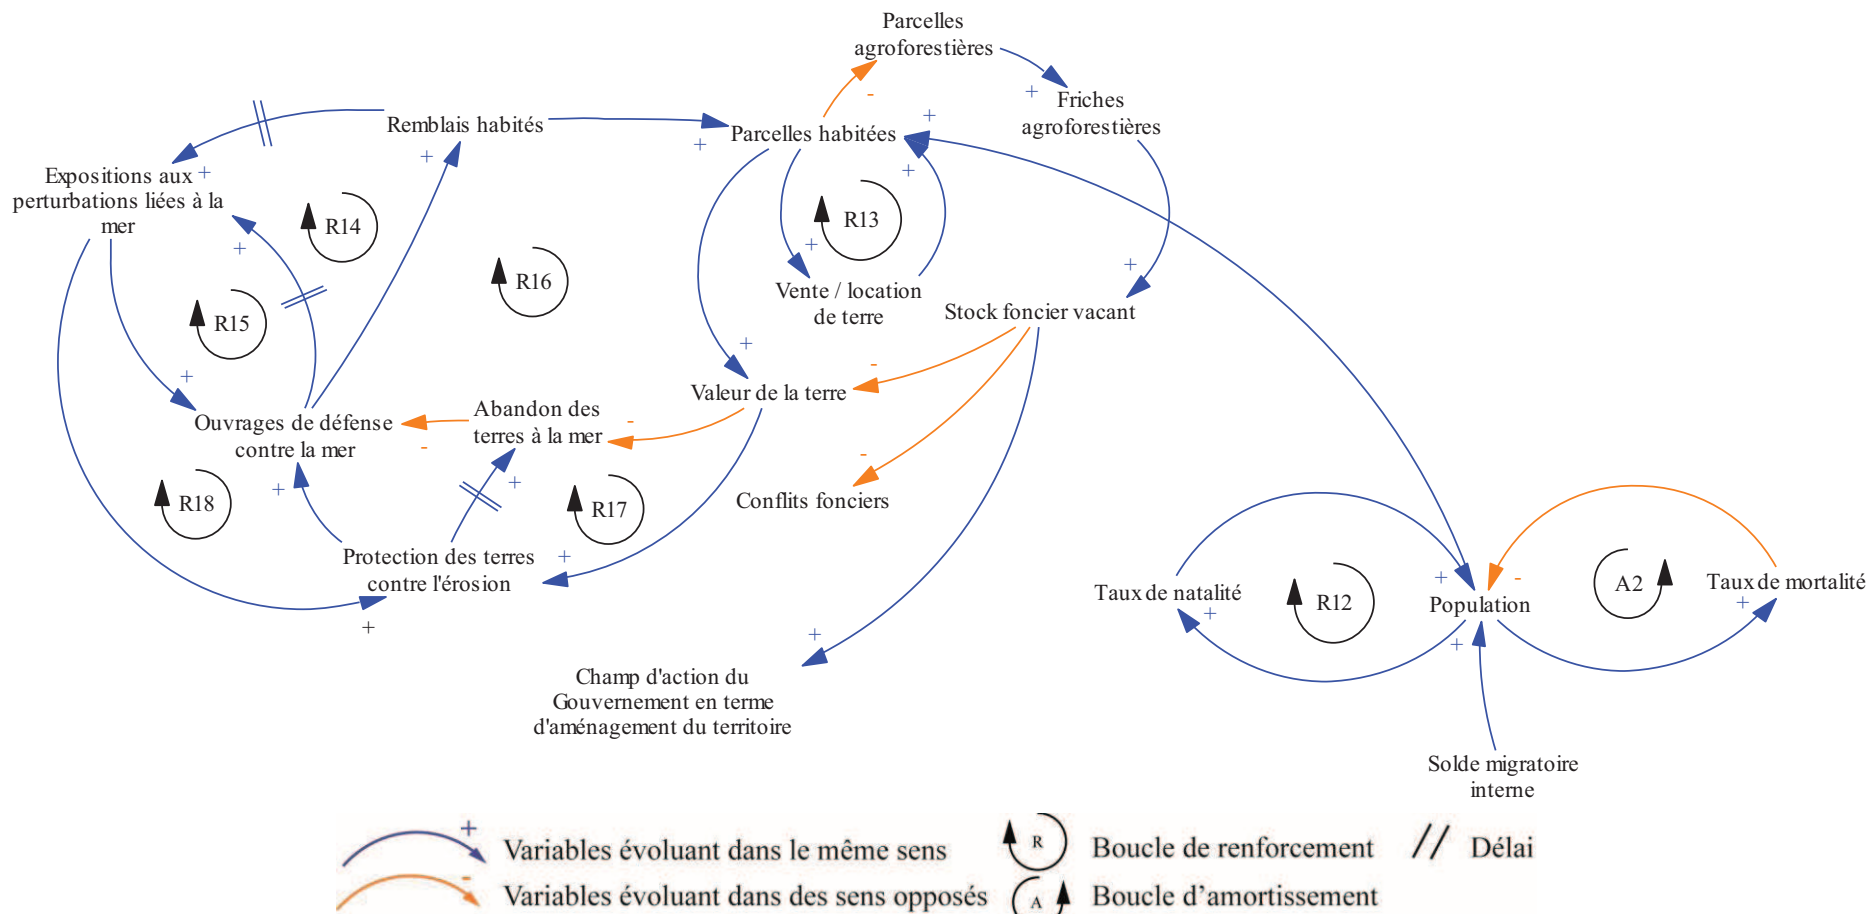 Parcelles
agroforestières
+
-
Friches
agroforestières
Remblais habités
+
+
Parcelles habitées
+
+
Expositions aux +
perturbations liées à la
mer
+
R14
R13
+
R16
Vente / location
de terre
+
Stock foncier vacant
R15
+
+
-
Valeur de la terre
Ouvrages de défense
contre la mer
-
Abandon des
terres à la mer
-
+
-
Conflits fonciers
+
R18
R17
Protection des terres
contre l'érosion
+
+
Taux de natalité
+
R12
+
Population
+
-
A2
Taux de mortalité
+
+
Champ d'action du
Gouvernement en terme
d'aménagement du territoire
Solde migratoire
interne
+
Variables évoluant dans le même sens
R
Boucle de renforcement
// Délai
-
Variables évoluant dans des sens opposés
A
Boucle d’amortissement